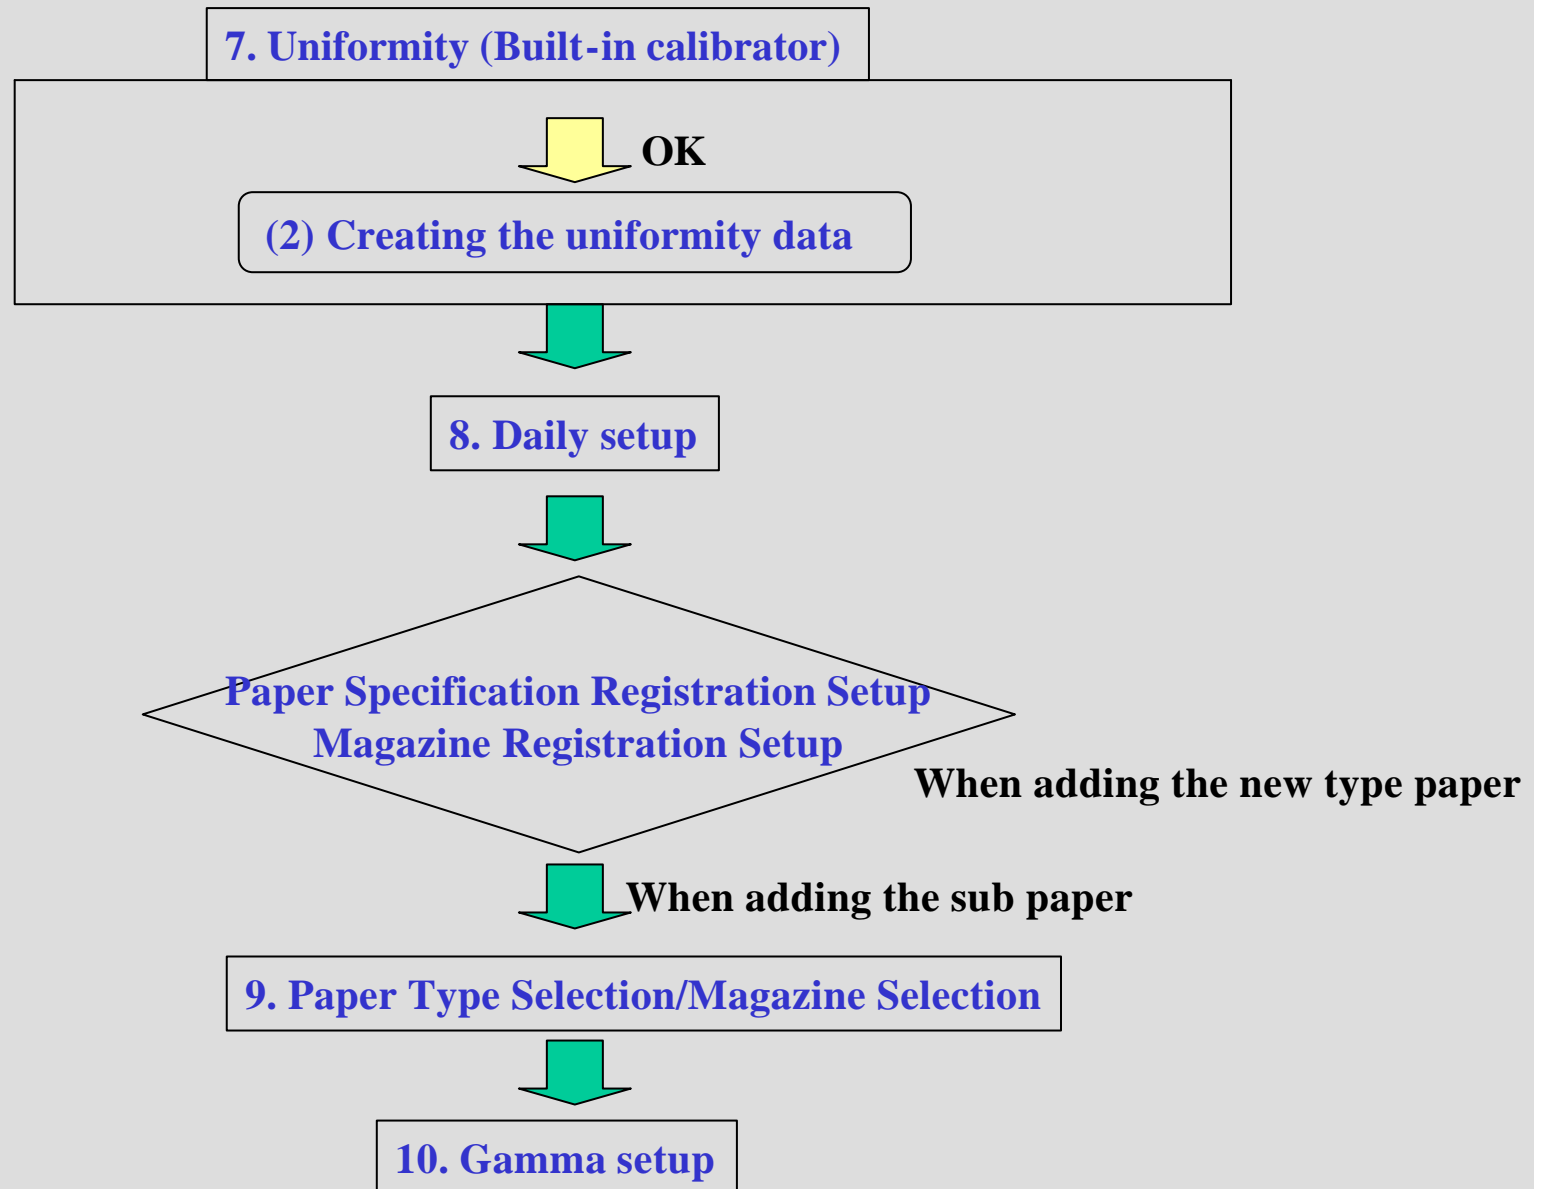 7. Uniformity (Built-in calibrator)
OK
(2) Creating the uniformity data
8. Daily setup
Paper Specification Registration Setup
Magazine Registration Setup
When adding the new type paper
When adding the sub paper
9. Paper Type Selection/Magazine Selection
10. Gamma setup